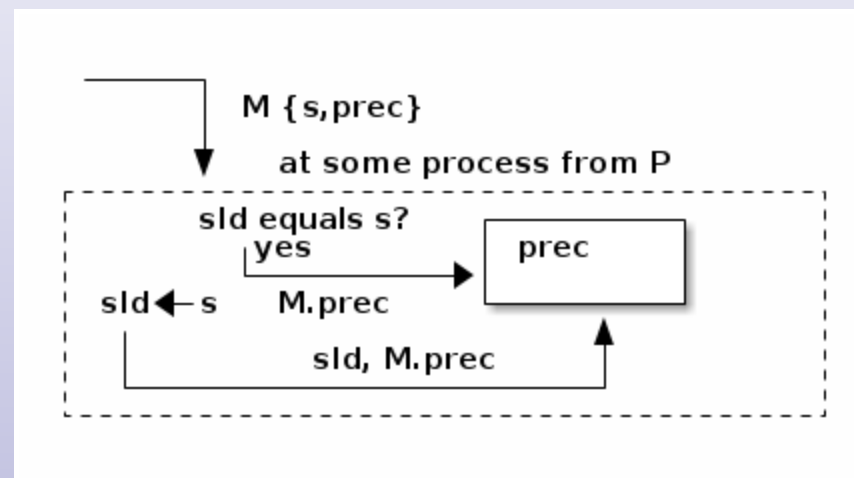 M {s,prec}
at some process from P
sId equals s?
yes
prec
sId s
M.prec
sId, M.prec